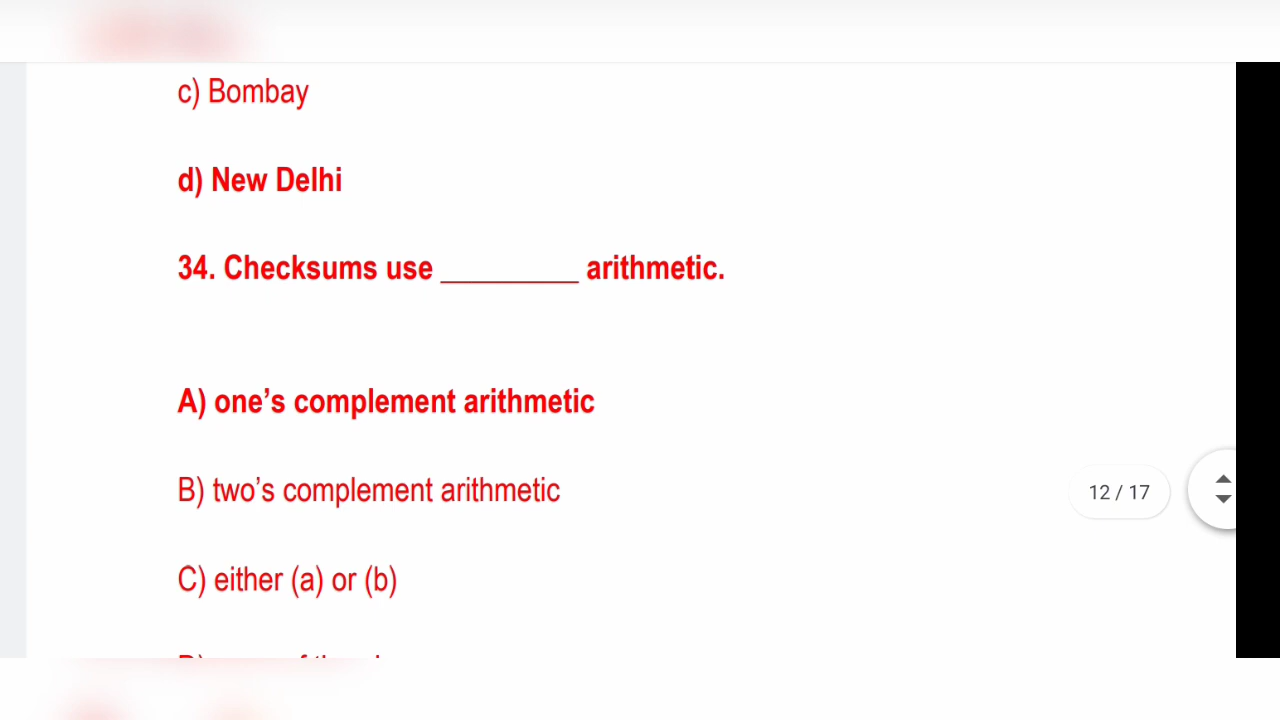 c) Bombay
d) New Delhi
34. Checksums use _________ arithmetic.
A) one’s complement arithmetic
B) two’s complement arithmetic
12 / 17
C) either (a) or (b)